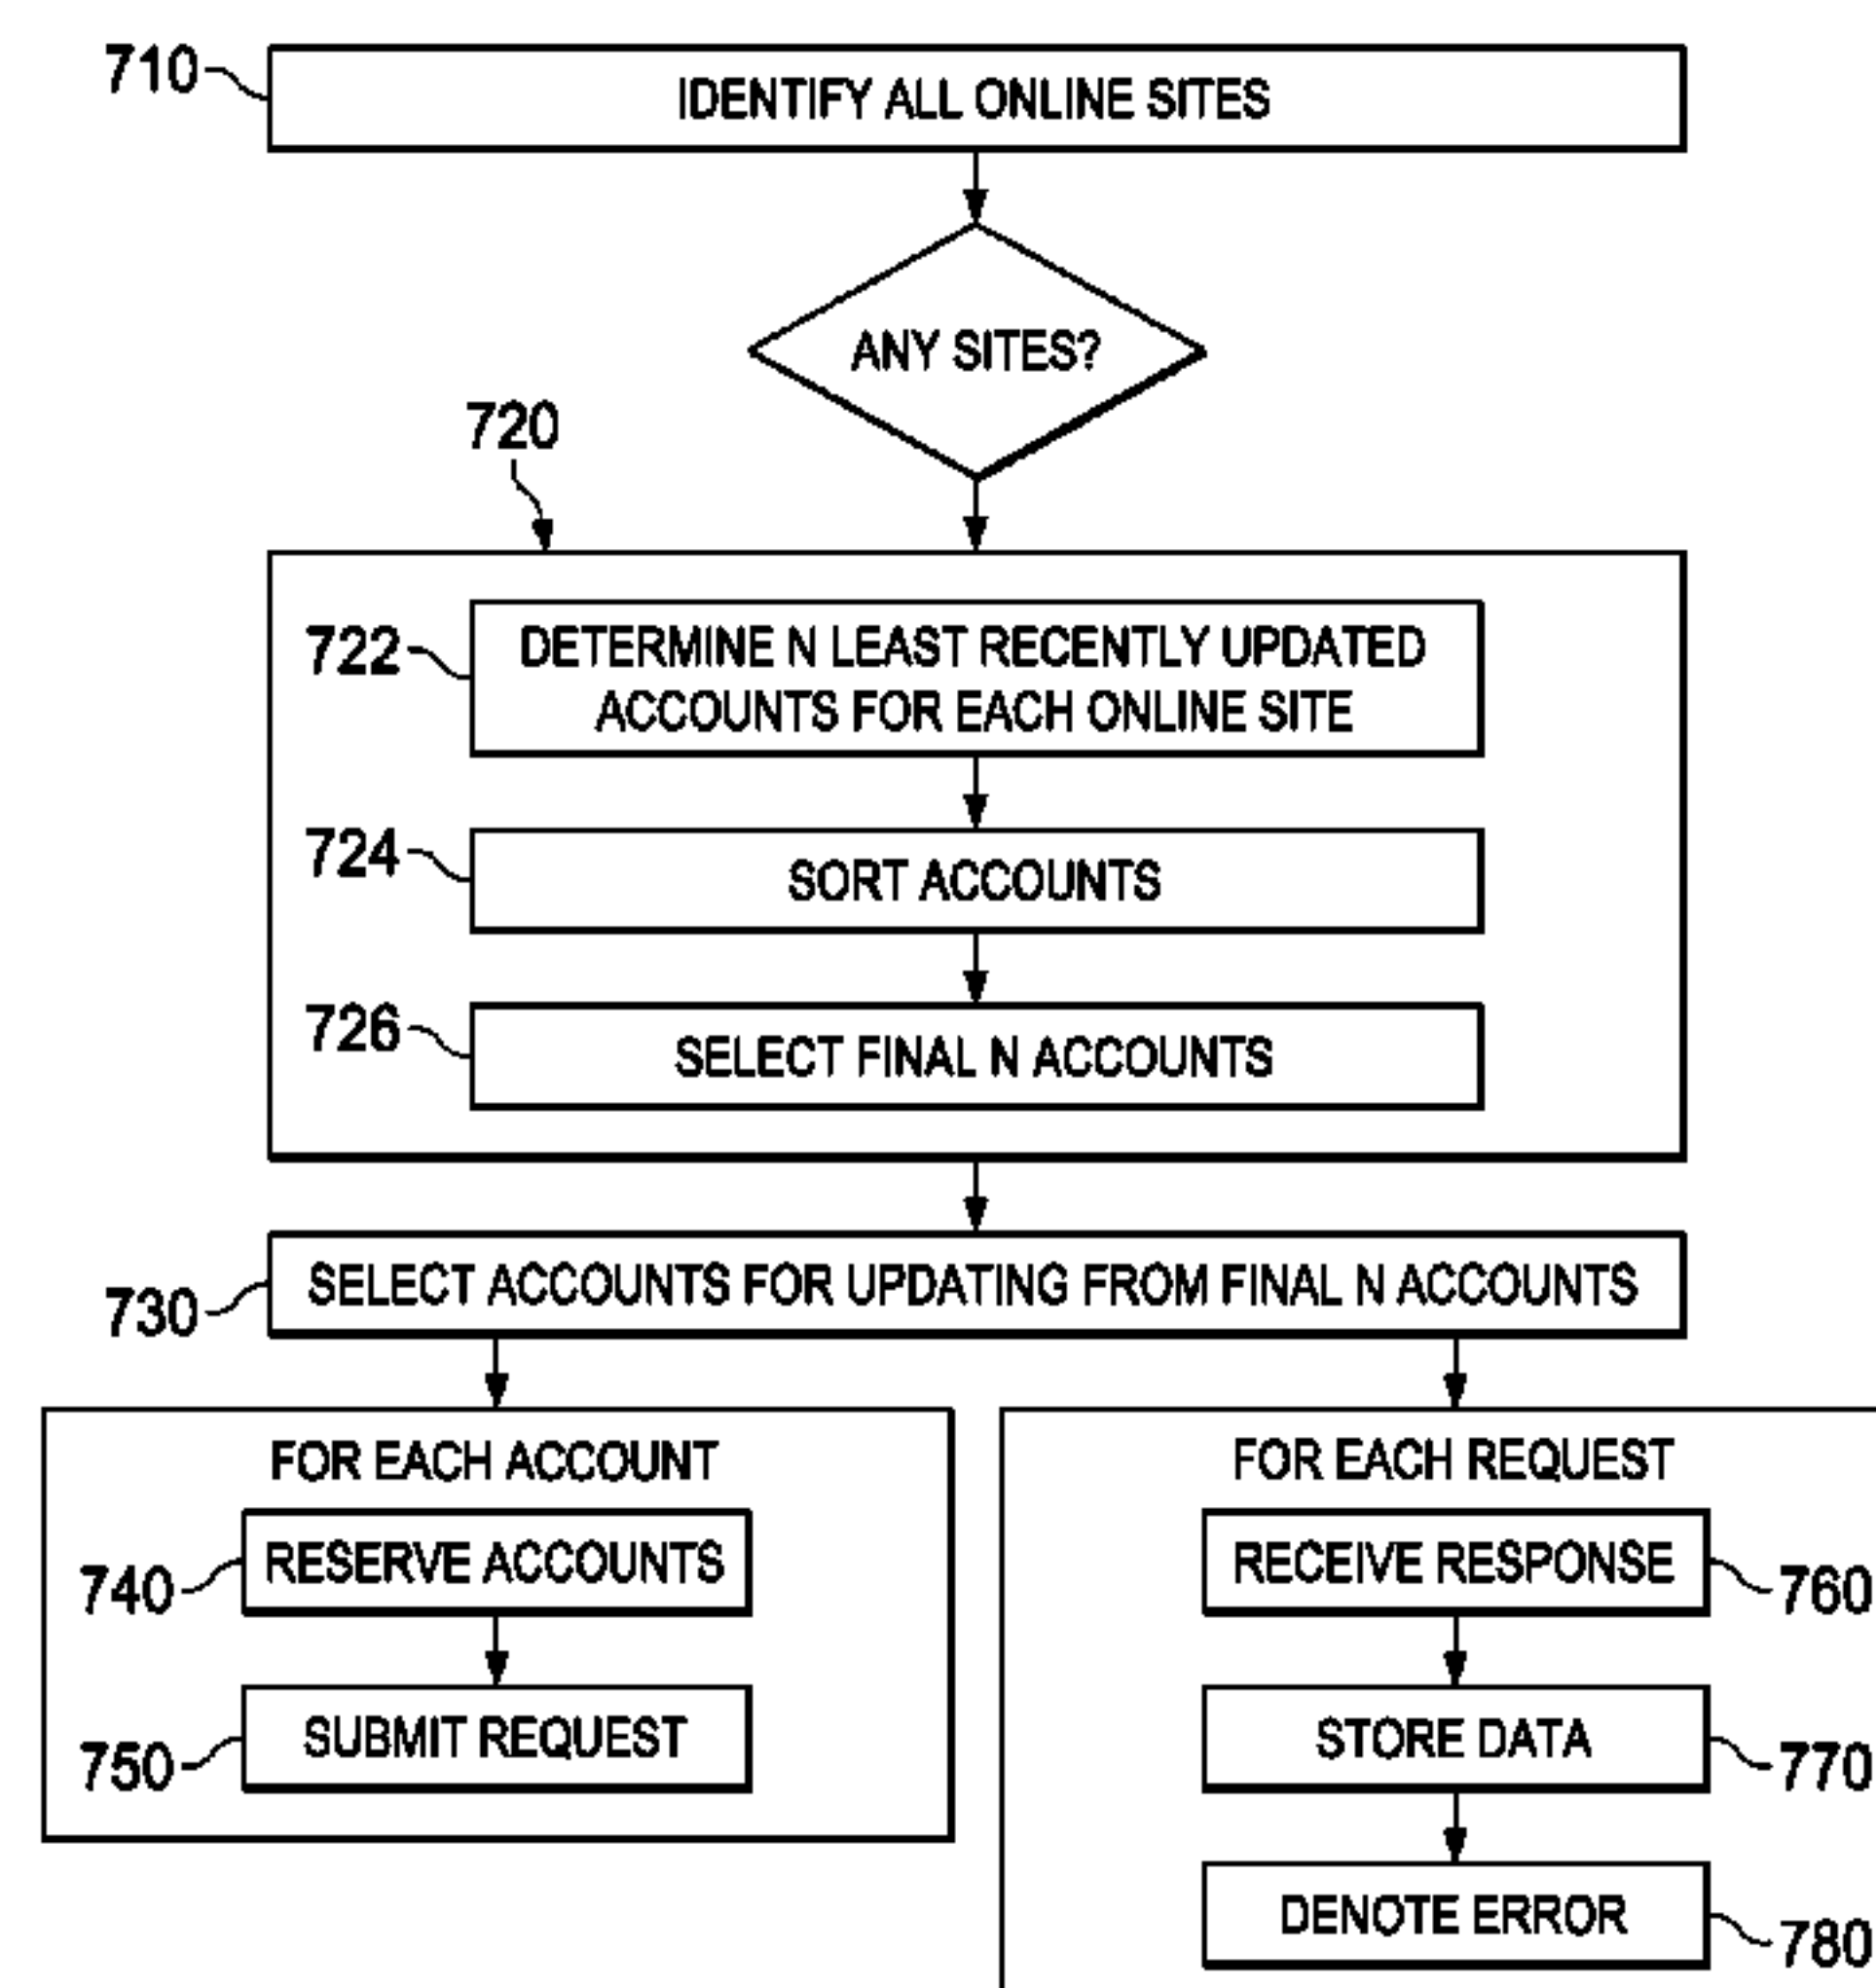 710
IDENTIFY ALL ONLINE SITES
ANY SITES?
720
722
DETERMINE N LEAST RECENTLY UPDATED
ACCOUNTS FOR EACH ONLINE SITE
724
SORT ACCOUNTS
726
SELECT FINAL N ACCOUNTS
730
SELECT ACCOUNTS FOR UPDATING FROM FINAL N ACCOUNTS
FOR EACH ACCOUNT
740
RESERVE ACCOUNTS
750
SUBMIT REQUEST
FOR EACH REQUEST
RECEIVE RESPONSE
760
STORE DATA
770
DENOTE ERROR
780